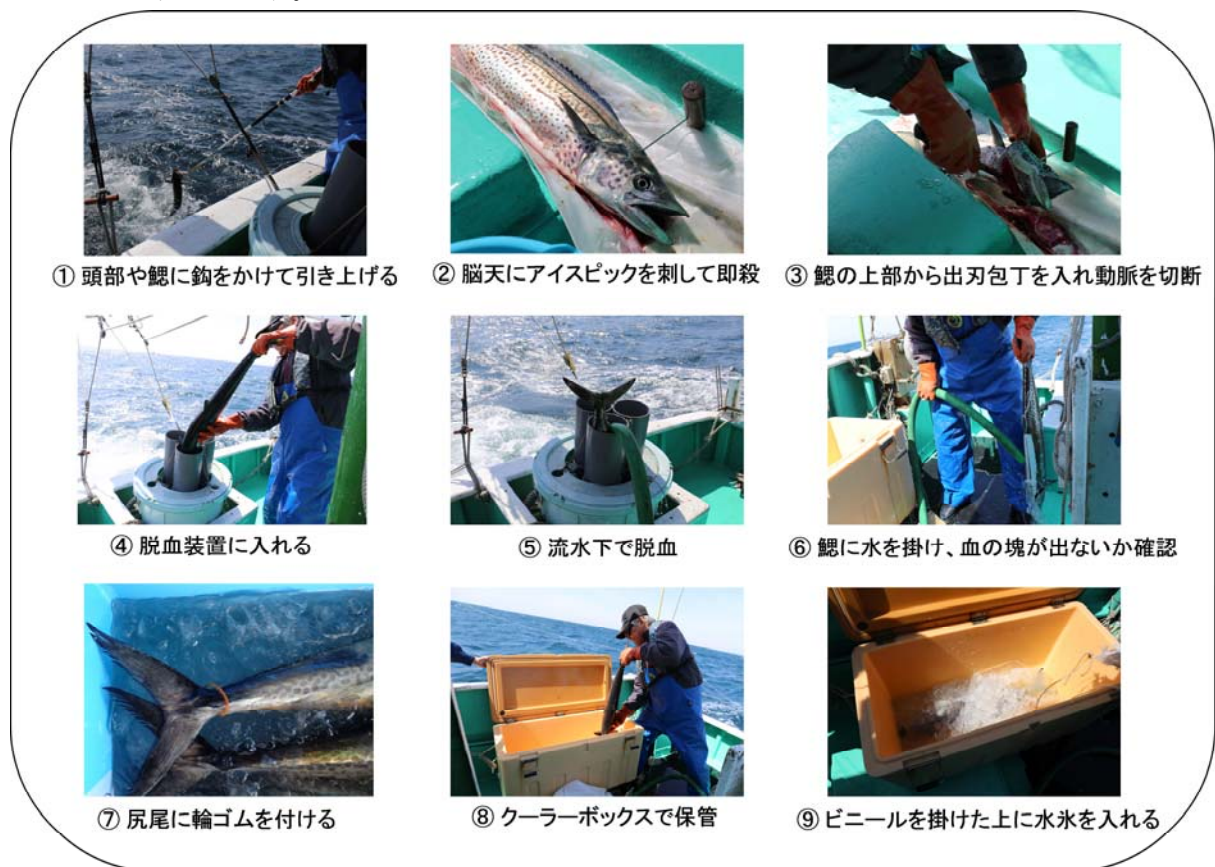 ① 頭部や鰓に鈎をかけて引き上げる
② 脳天にアイスピックを刺して即殺
③ 鰓の上部から出刃包丁を入れ動脈を切断
④ 脱血装置に入れる
⑤ 流水下で脱血
⑥ 鰓に水を掛け、血の塊が出ないか確認
⑦ 尻尾に輪ゴムを付ける
⑧ クーラーボックスで保管
⑨ ビニールを掛けた上に水氷を入れる